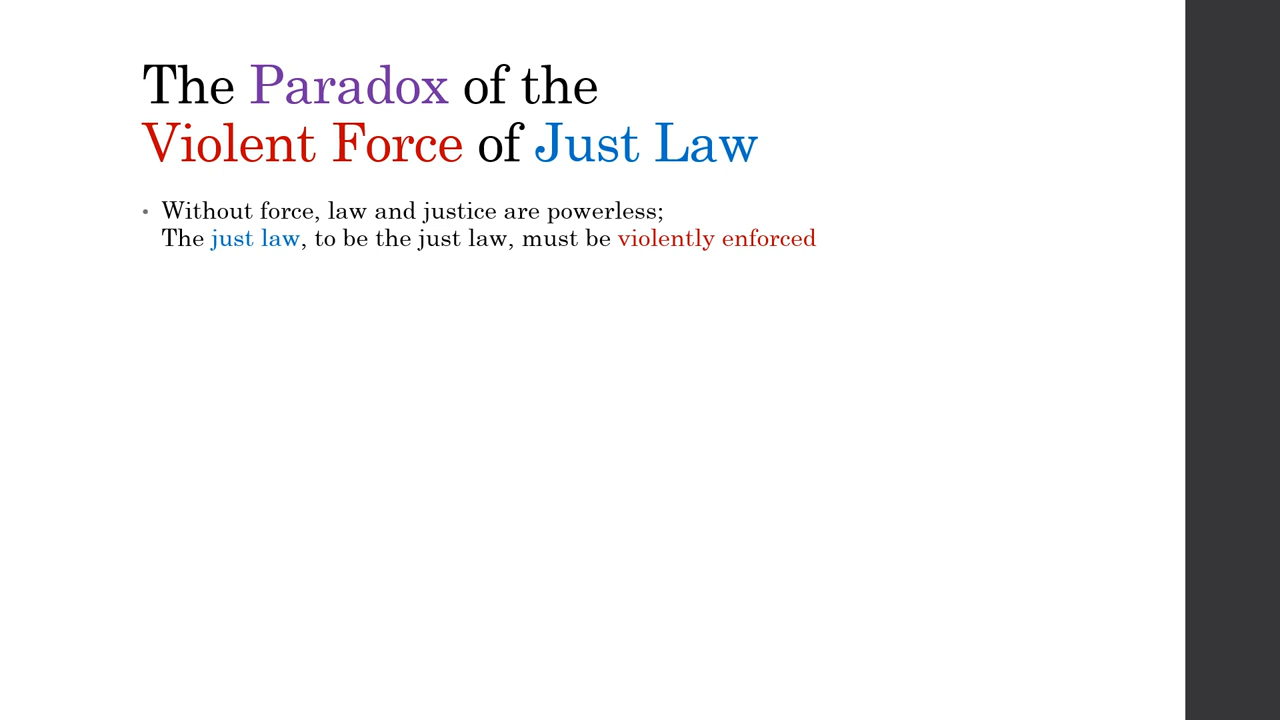 The Paradox of the
Violent Force of Just Law
• Without force, law and justice are powerless;
The just law, to be the just law, must be violently enforced